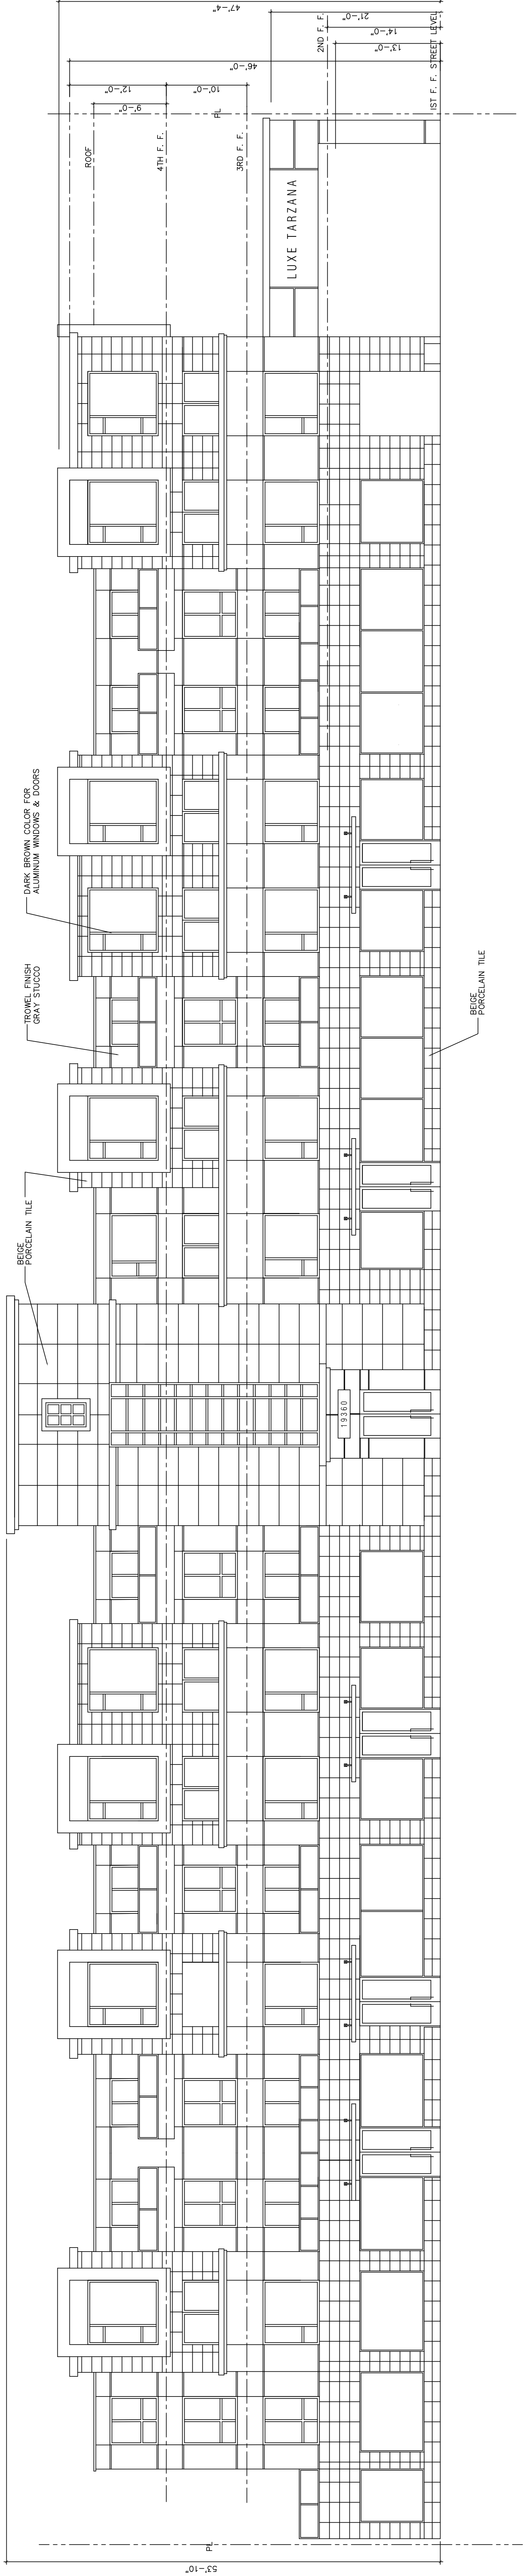 47'-4"
21'-0"
14'-0"
13'-0"
46'-0"
12'-0"
10'-0"
9'-0"
2ND F. F.
1ST F. F. STREET LEVEL
PL
ROOF
4TH F. F.
3RD F. F.
LUXE TARZANA
DARK BROWN COLOR FOR
ALUMINUM WINDOWS & DOORS
TROWEL FINISH
GRAY STUCCO
BEIGE
PORCELAIN TILE
BEIGE
PORCELAIN TILE
19360
PL
53'-10"